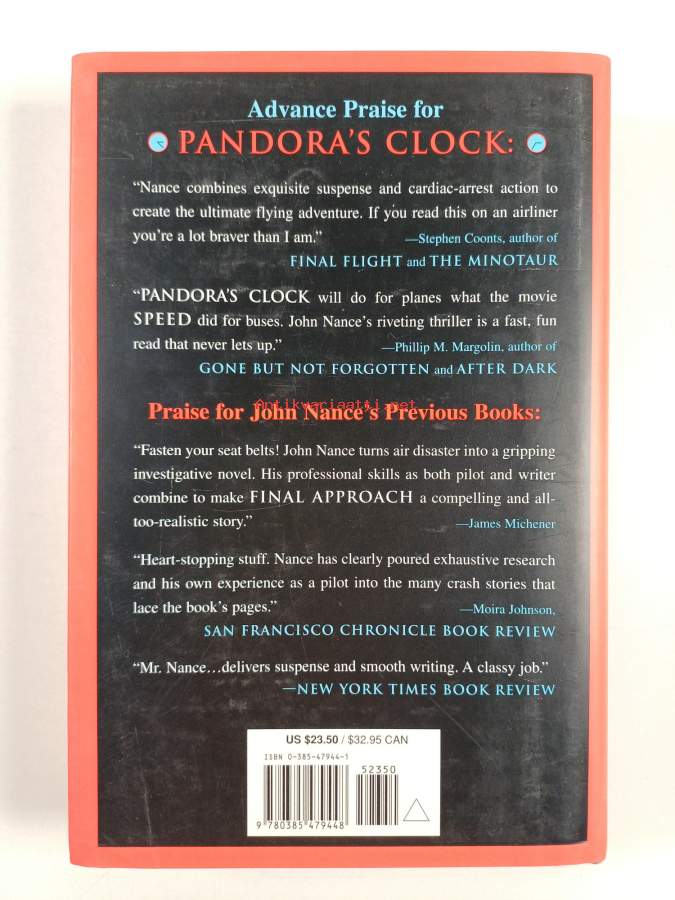 Advance Praise for
PANDORA'S CLOCK:
“Nance combines exquisite suspense and cardiac-arrest action to
create the ultimate flying adventure. If you read this on an airliner
you're a lot braver than I am.” —Stephen Coonts, author of
FINAL FLIGHT and THE MINOTAUR
“PANDORA'S CLOCK will do for planes what the movie
SPEED did for buses. John Nance's riveting thriller is a fast, fun
read that never lets up.” —Phillip M. Margolin, author of
GONE BUT NOT FORGOTTEN and AFTER DARK
Antikvariaatti.net
Praise for John Nance's Previous Books:
“Fasten your seat belts! John Nance turns air disaster into a gripping
investigative novel. His professional skills as both pilot and writer
combine to make FINAL APPROACH a compelling and all-
too-realistic story.” —James Michener
“Heart-stopping stuff. Nance has clearly poured exhaustive research
and his own experience as a pilot into the many crash stories that
lace the book's pages.” —Moira Johnson,
SAN FRANCISCO CHRONICLE BOOK REVIEW
“Mr. Nance...delivers suspense and smooth writing. A classy job.”
—NEW YORK TIMES BOOK REVIEW
US $23.50 / $32.95 CAN
ISBN 0-385-47944-1
52350
9 780385 479448